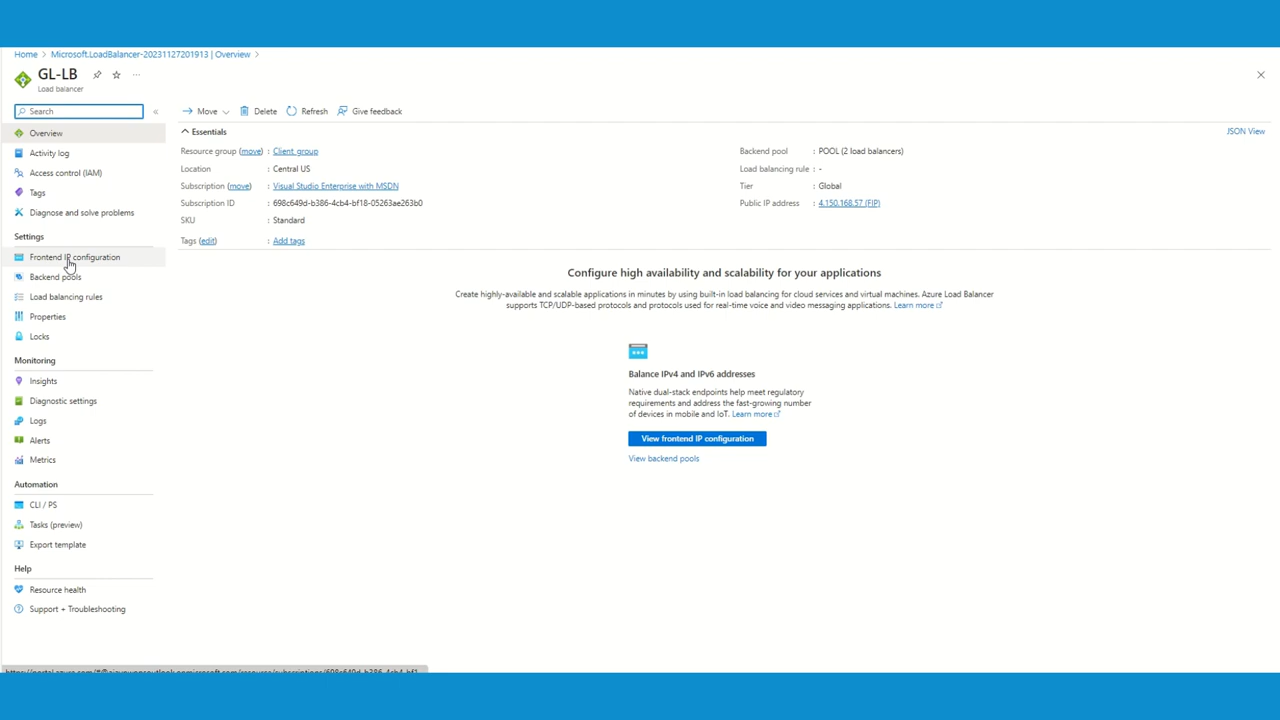 Home > Microsoft.LoadBalancer-20231127201913 | Overview >
GL-LB
Load balancer
Search
Overview
Activity log
Access control (IAM)
Tags
Diagnose and solve problems
Settings
Frontend IP configuration
Backend pools
Load balancing rules
Properties
Locks
Monitoring
Insights
Diagnostic settings
Logs
Alerts
Metrics
Automation
CLI / PS
Tasks (preview)
Export template
Help
Resource health
Support + Troubleshooting
Move Delete Refresh Give feedback
Essentials
JSON View
Resource group (move) : Client_group
Location : Central US
Subscription (move) : Visual Studio Enterprise with MSDN
Subscription ID : 698c649d-b386-4cb4-bf18-05263ae263b0
SKU : Standard
Tags (edit) : Add tags
Backend pool : POOL (2 load balancers)
Load balancing rule : -
Tier : Global
Public IP address : 4.150.168.57 (FIP)
Configure high availability and scalability for your applications
Create highly-available and scalable applications in minutes by using built-in load balancing for cloud services and virtual machines. Azure Load Balancer
supports TCP/UDP-based protocols and protocols used for real-time voice and video messaging applications. Learn more
Balance IPv4 and IPv6 addresses
Native dual-stack endpoints help meet regulatory
requirements and address the fast-growing number
of devices in mobile and IoT. Learn more
View frontend IP configuration
View backend pools